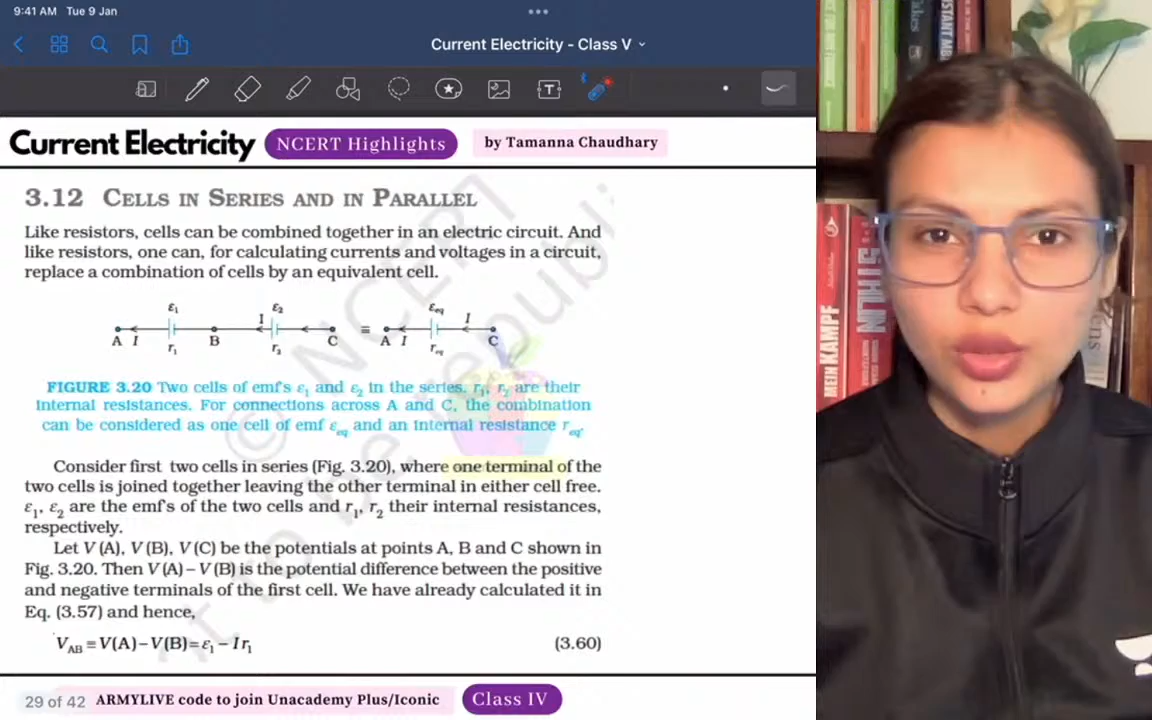 9:41 AM Tue 9 Jan
Current Electricity - Class V
Current Electricity NCERT Highlights by Tamanna Chaudhary
3.12 CELLS IN SERIES AND IN PARALLEL
Like resistors, cells can be combined together in an electric circuit. And
like resistors, one can, for calculating currents and voltages in a circuit,
replace a combination of cells by an equivalent cell.
ε₁ ε₂ εeq
I I
A I B C ≡ A I C
r₁ r₂ req
FIGURE 3.20 Two cells of emf's ε₁ and ε₂ in the series. r₁, r₂ are their
internal resistances. For connections across A and C, the combination
can be considered as one cell of emf εeq and an internal resistance req.
Consider first two cells in series (Fig. 3.20), where one terminal of the
two cells is joined together leaving the other terminal in either cell free.
ε₁, ε₂ are the emf's of the two cells and r₁, r₂ their internal resistances,
respectively.
Let V (A), V (B), V (C) be the potentials at points A, B and C shown in
Fig. 3.20. Then V (A) – V (B) is the potential difference between the positive
and negative terminals of the first cell. We have already calculated it in
Eq. (3.57) and hence,
VAB ≡ V(A) – V(B) = ε₁ – I r₁ (3.60)
29 of 42 ARMYLIVE code to join Unacademy Plus/Iconic Class IV
© NCERT
MEIN KAMPF
STALIN